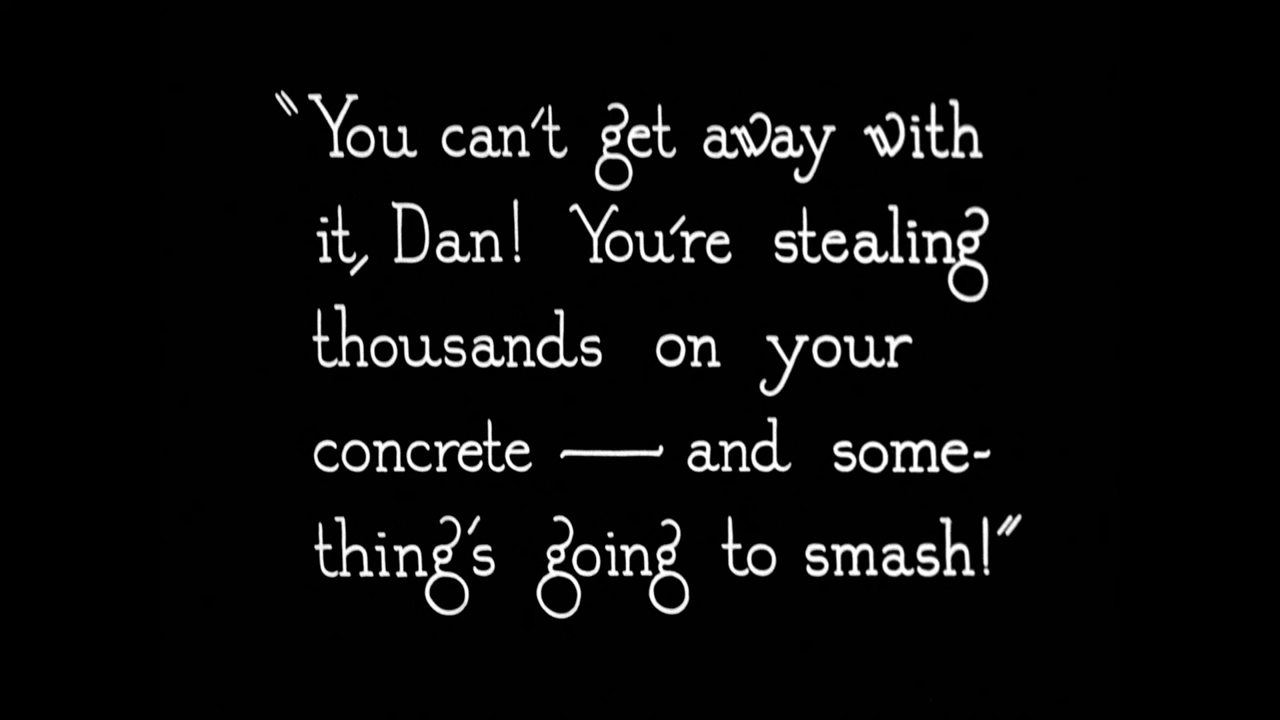 "You can't get away with
it, Dan! You're stealing
thousands on your
concrete — and some-
thing's going to smash!"